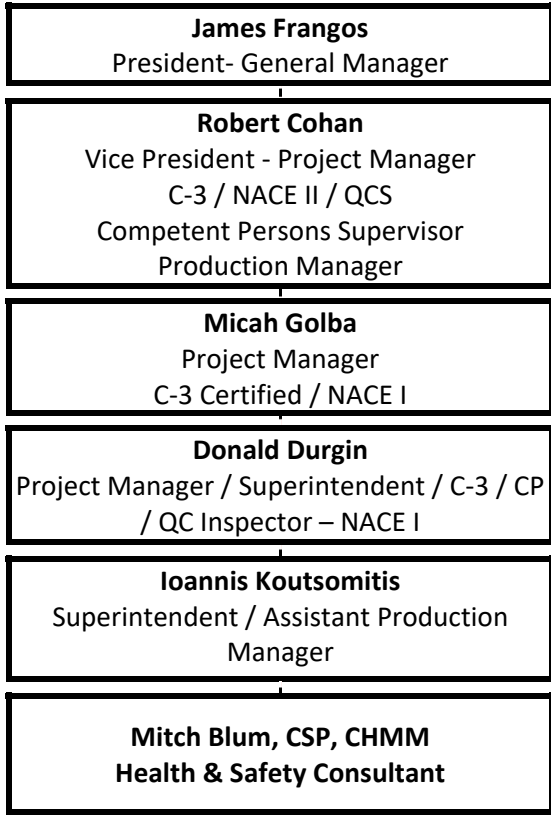 James Frangos
President- General Manager
Robert Cohan
Vice President - Project Manager
C-3 / NACE II / QCS
Competent Persons Supervisor
Production Manager
Micah Golba
Project Manager
C-3 Certified / NACE I
Donald Durgin
Project Manager / Superintendent / C-3 / CP
/ QC Inspector – NACE I
Ioannis Koutsomitis
Superintendent / Assistant Production
Manager
Mitch Blum, CSP, CHMM
Health & Safety Consultant